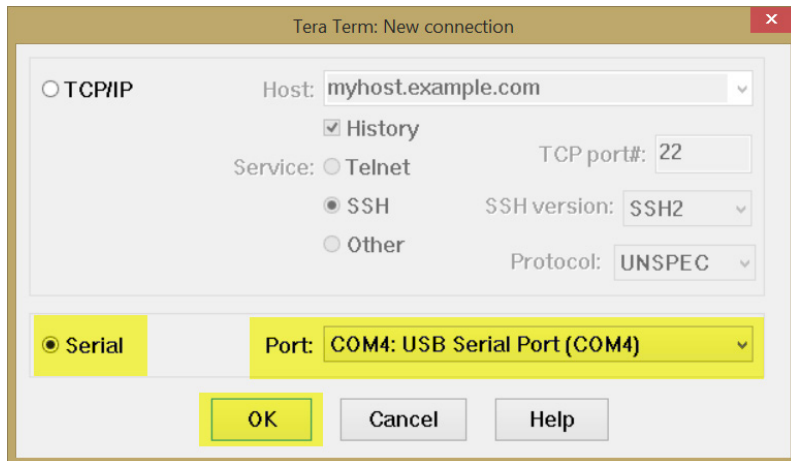 Tera Term: New connection
TCP/IP
Host: myhost.example.com
History
Service: Telnet
TCP port#: 22
SSH
SSH version: SSH2
Other
Protocol: UNSPEC
Serial
Port: COM4: USB Serial Port (COM4)
OK
Cancel
Help